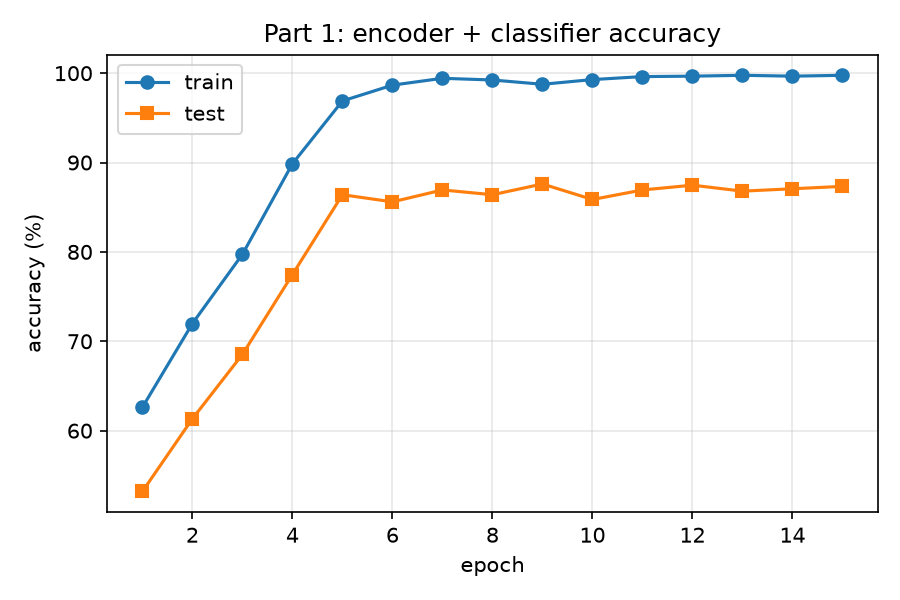 Part 1: encoder + classifier accuracy
train
test
100
90
80
70
60
accuracy (%)
2 4 6 8 10 12 14
epoch